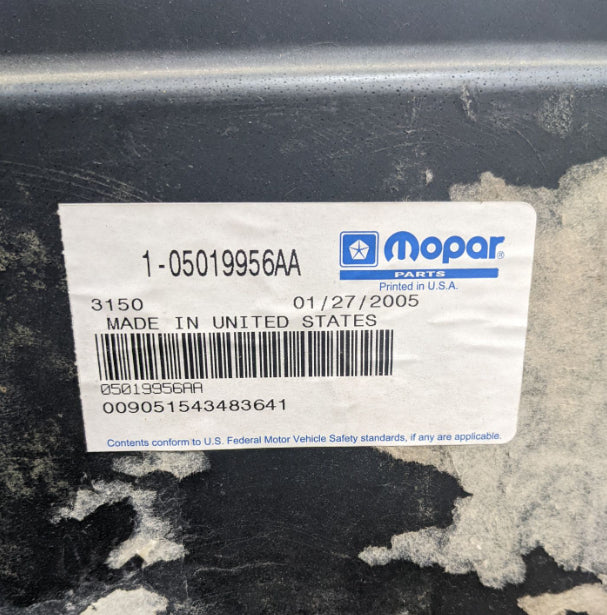 1-05019956AA
Mopar®
PARTS
Printed in U.S.A.
3150 01/27/2005
MADE IN UNITED STATES
05019956AA
009051543483641
Contents conform to U.S. Federal Motor Vehicle Safety standards, if any are applicable.